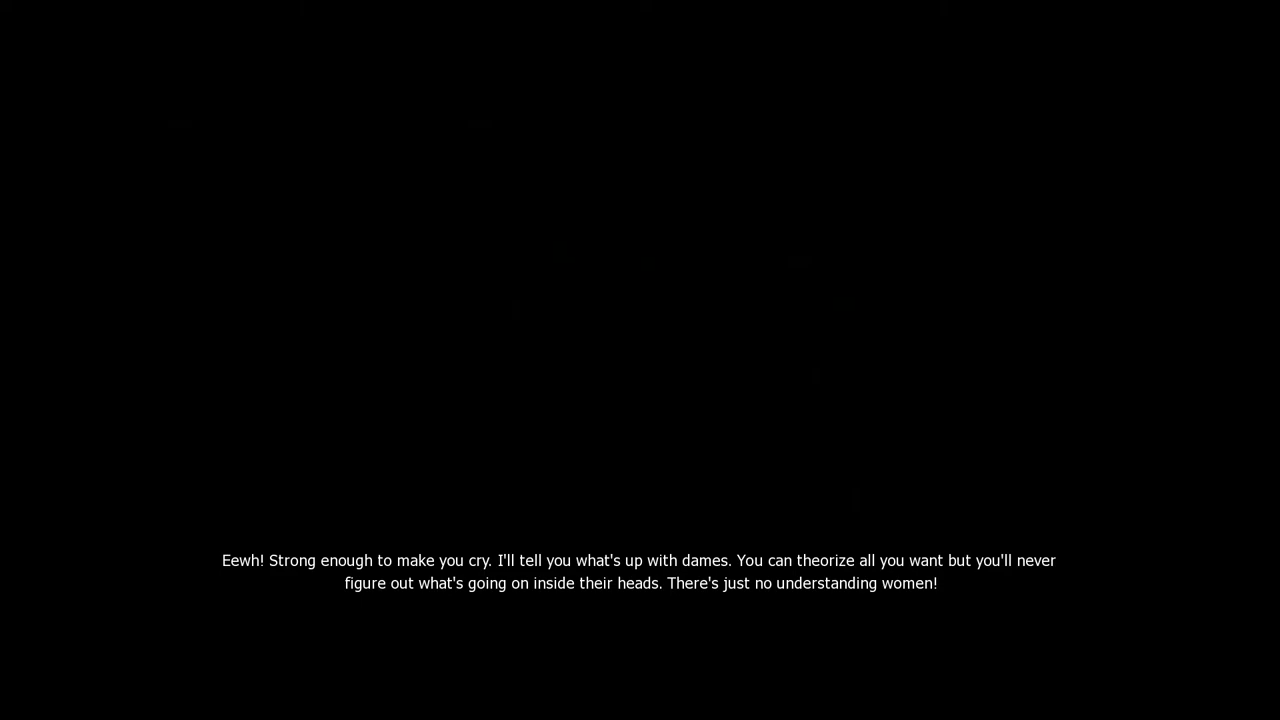 Eewh! Strong enough to make you cry. I'll tell you what's up with dames. You can theorize all you want but you'll never
figure out what's going on inside their heads. There's just no understanding women!